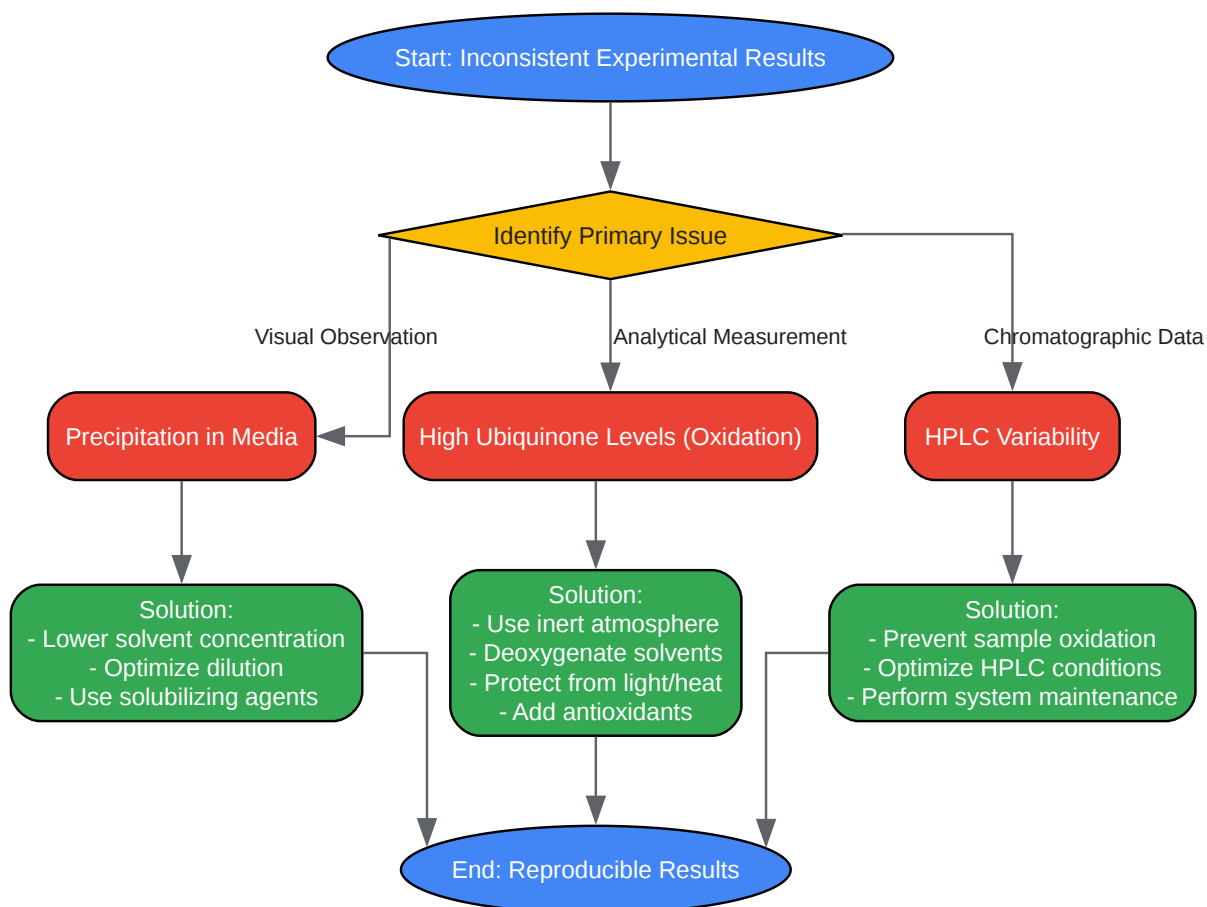 Start: Inconsistent Experimental Results
Identify Primary Issue
Visual Observation
Analytical Measurement
Chromatographic Data
Precipitation in Media
High Ubiquinone Levels (Oxidation)
HPLC Variability
Solution:
- Lower solvent concentration
- Optimize dilution
- Use solubilizing agents
Solution:
- Use inert atmosphere
- Deoxygenate solvents
- Protect from light/heat
- Add antioxidants
Solution:
- Prevent sample oxidation
- Optimize HPLC conditions
- Perform system maintenance
End: Reproducible Results